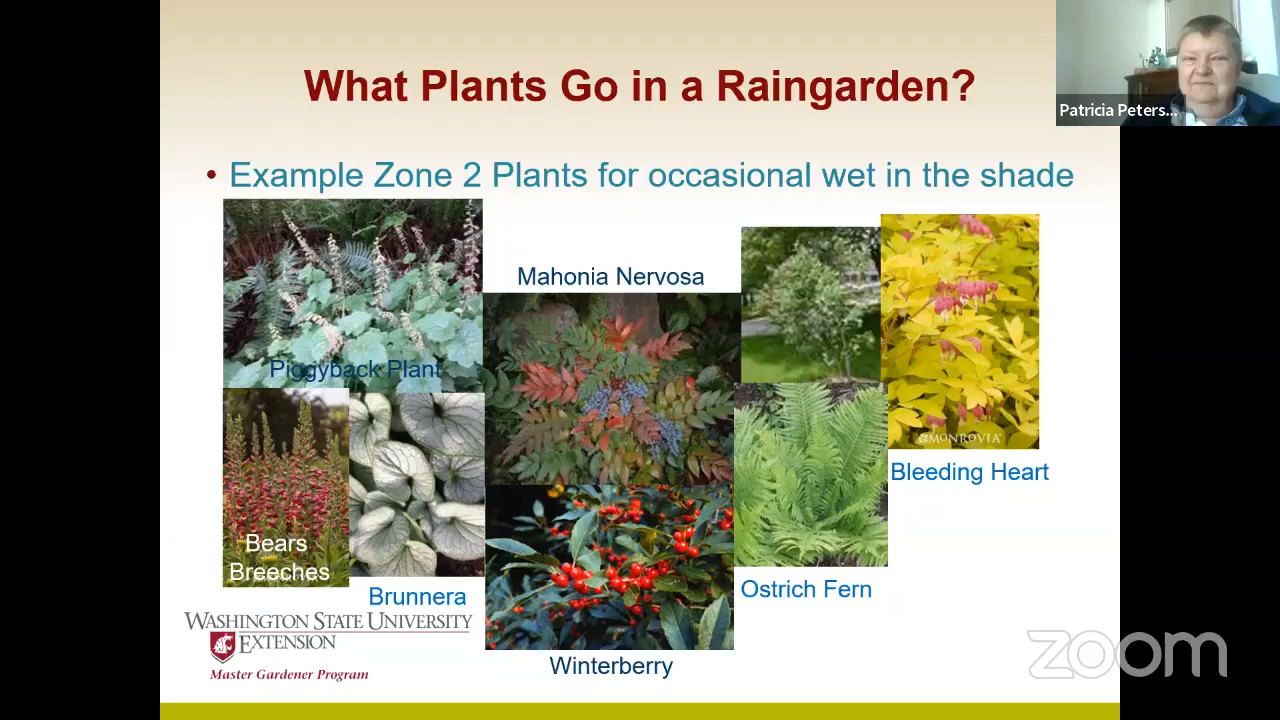 What Plants Go in a Raingarden?
Patricia Peters...
• Example Zone 2 Plants for occasional wet in the shade
Mahonia Nervosa
Piggyback Plant
©MONROVIA
Bleeding Heart
Bears
Breeches
Ostrich Fern
Brunnera
WASHINGTON STATE UNIVERSITY
EXTENSION
Master Gardener Program
Winterberry
zoom